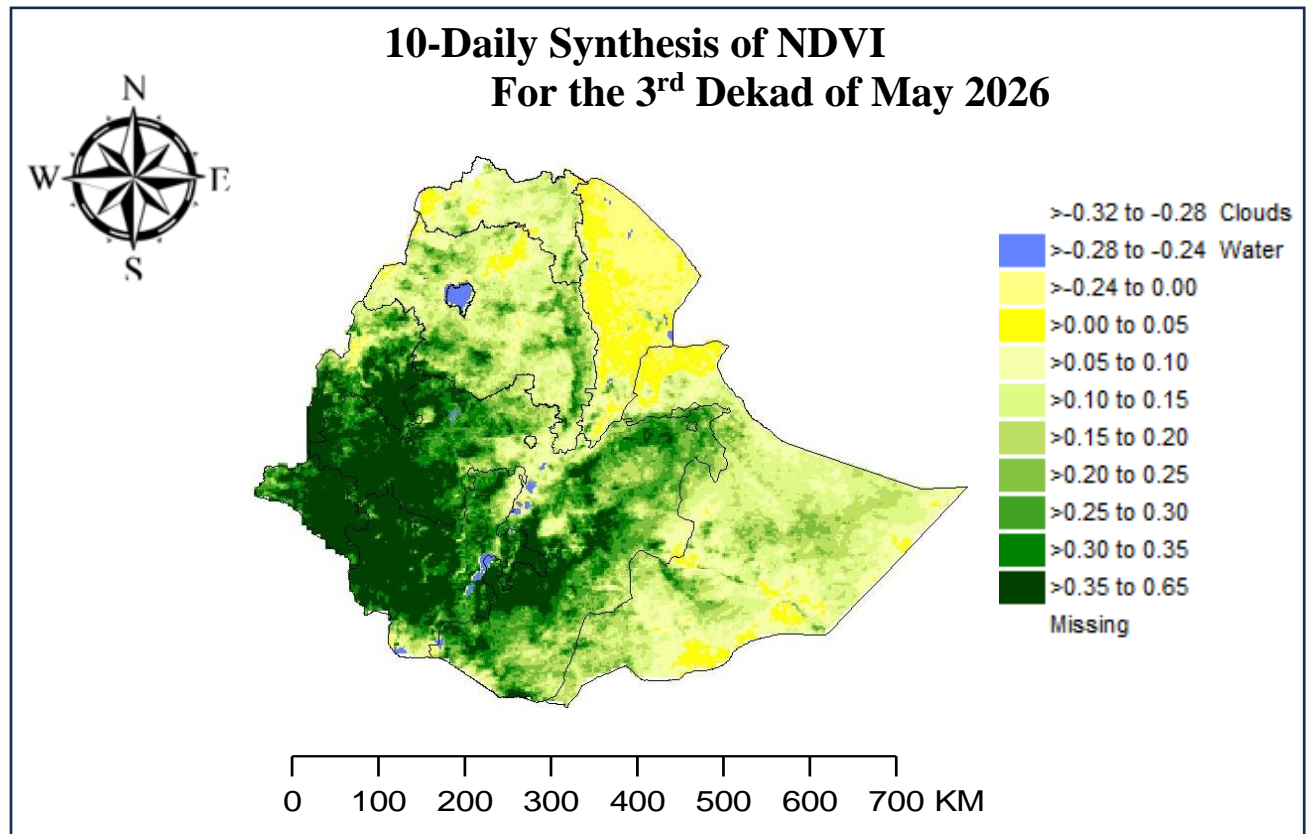 10-Daily Synthesis of NDVI
For the 3rd Dekad of May 2026
N
W E
S
>-0.32 to -0.28 Clouds
>-0.28 to -0.24 Water
>-0.24 to 0.00
>0.00 to 0.05
>0.05 to 0.10
>0.10 to 0.15
>0.15 to 0.20
>0.20 to 0.25
>0.25 to 0.30
>0.30 to 0.35
>0.35 to 0.65
Missing
0 100 200 300 400 500 600 700 KM